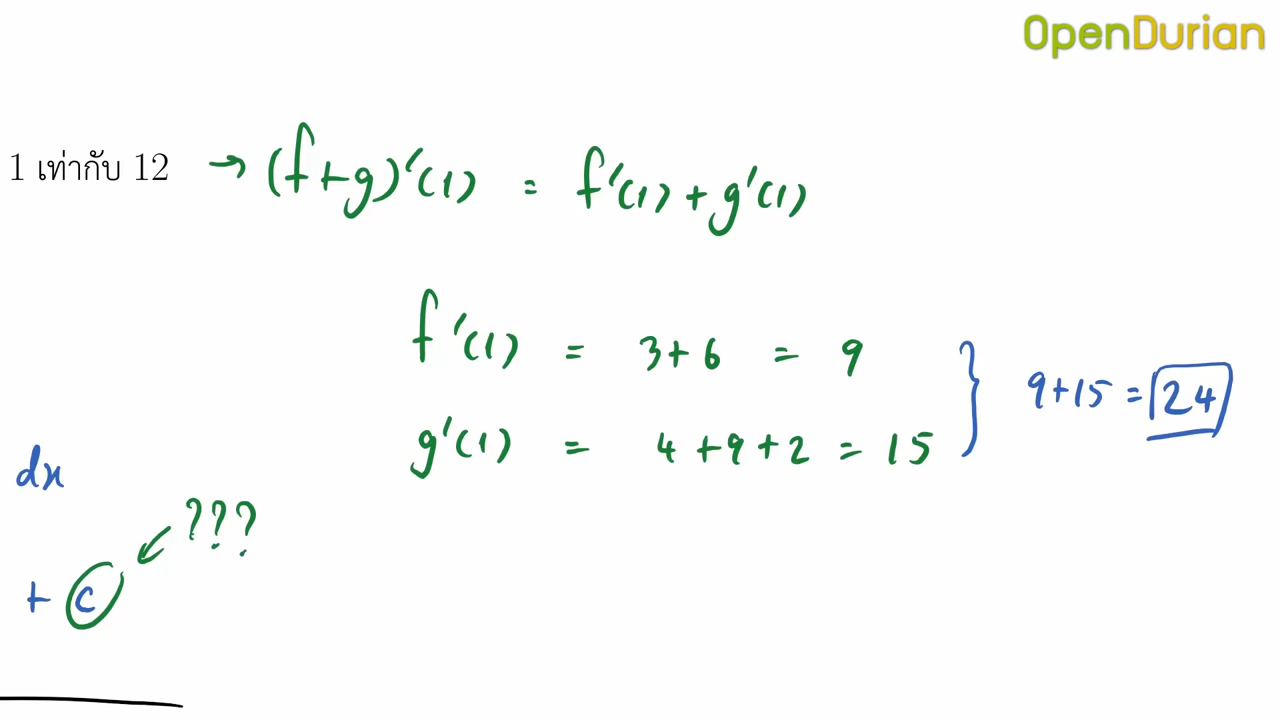 OpenDurian
1 เท่ากับ 12 → (f+g)'(1) = f'(1) + g'(1)
f'(1) = 3+6 = 9
g'(1) = 4+9+2 = 15
9+15 = 24
dx
???
+ c